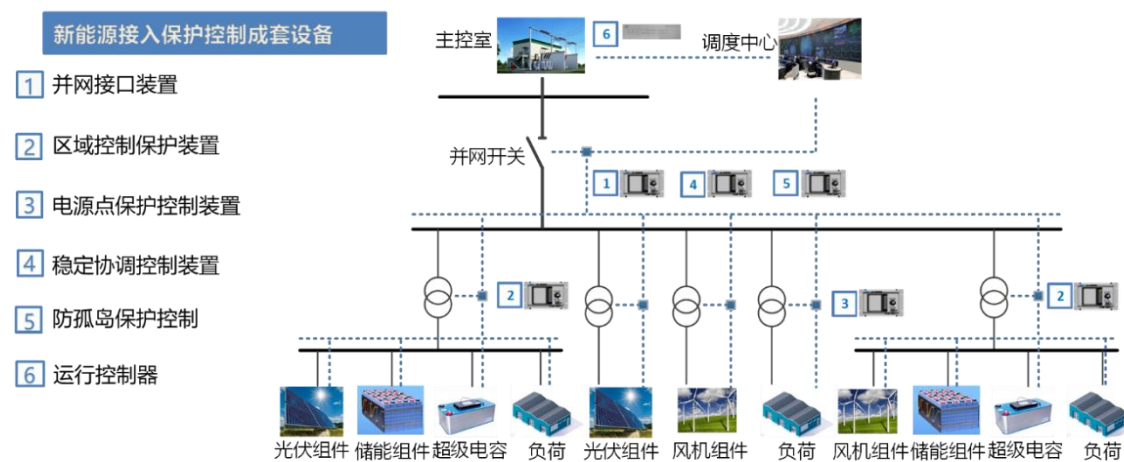 新能源接入保护控制成套设备
1 并网接口装置
2 区域控制保护装置
3 电源点保护控制装置
4 稳定协调控制装置
5 防孤岛保护控制
6 运行控制器
主控室
6
调度中心
并网开关
1
4
5
2
3
2
光伏组件
储能组件
超级电容
负荷
光伏组件
风机组件
负荷
风机组件
储能组件
超级电容
负荷